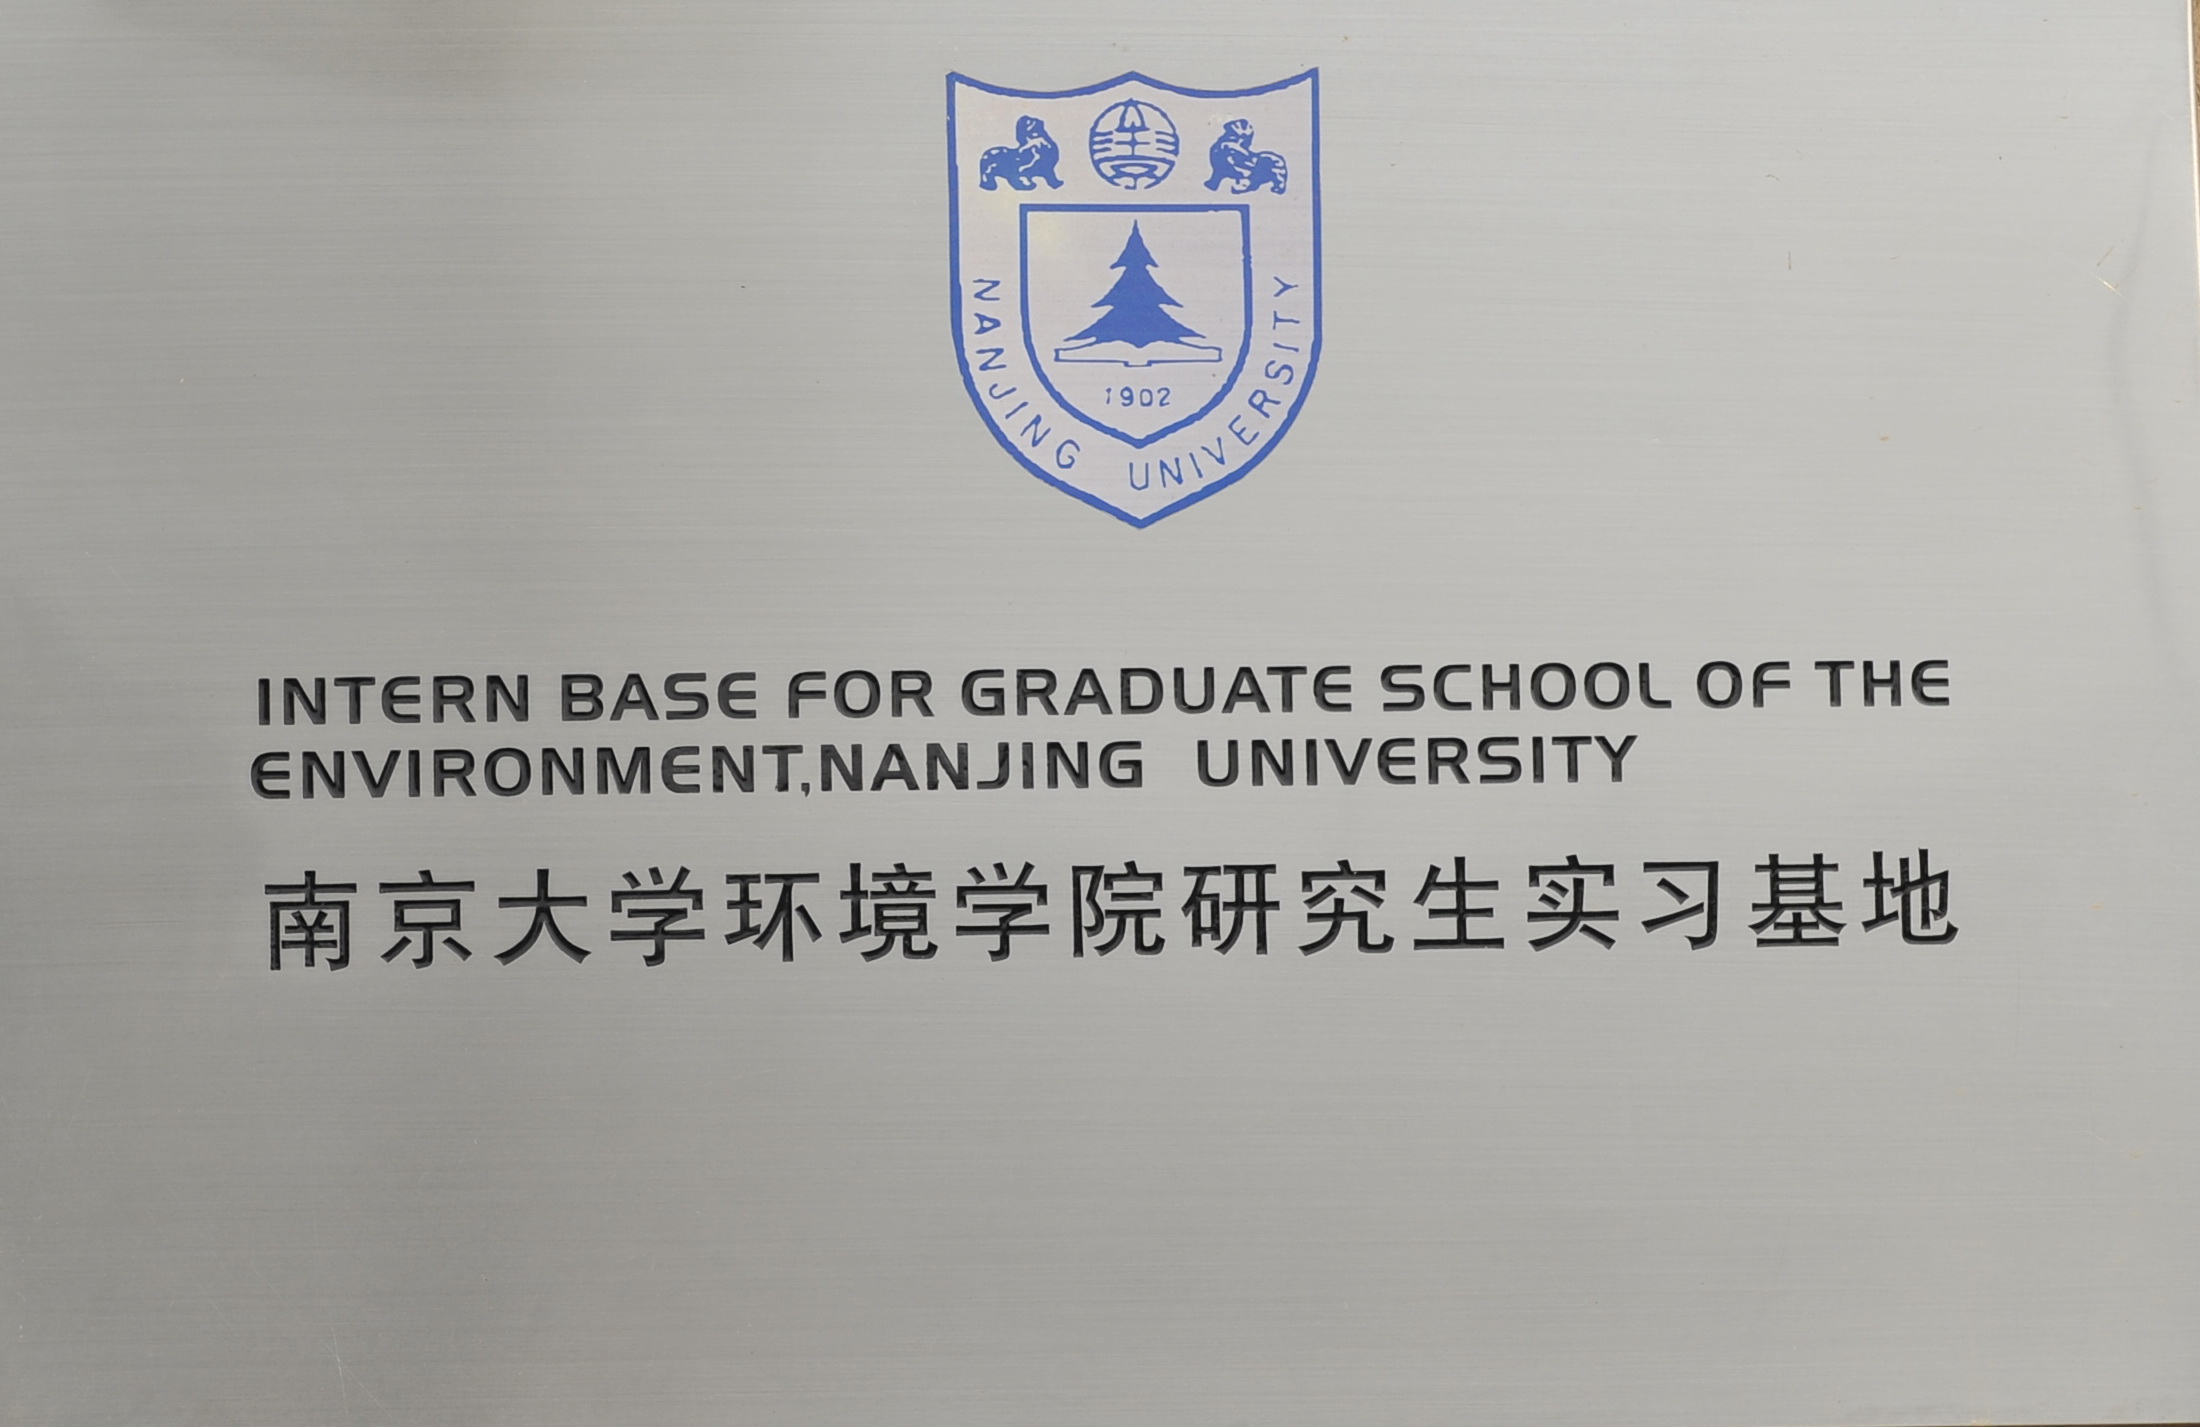 1902
NANJING UNIVERSITY
INTERN BASE FOR GRADUATE SCHOOL OF THE
ENVIRONMENT,NANJING UNIVERSITY
南京大学环境学院研究生实习基地